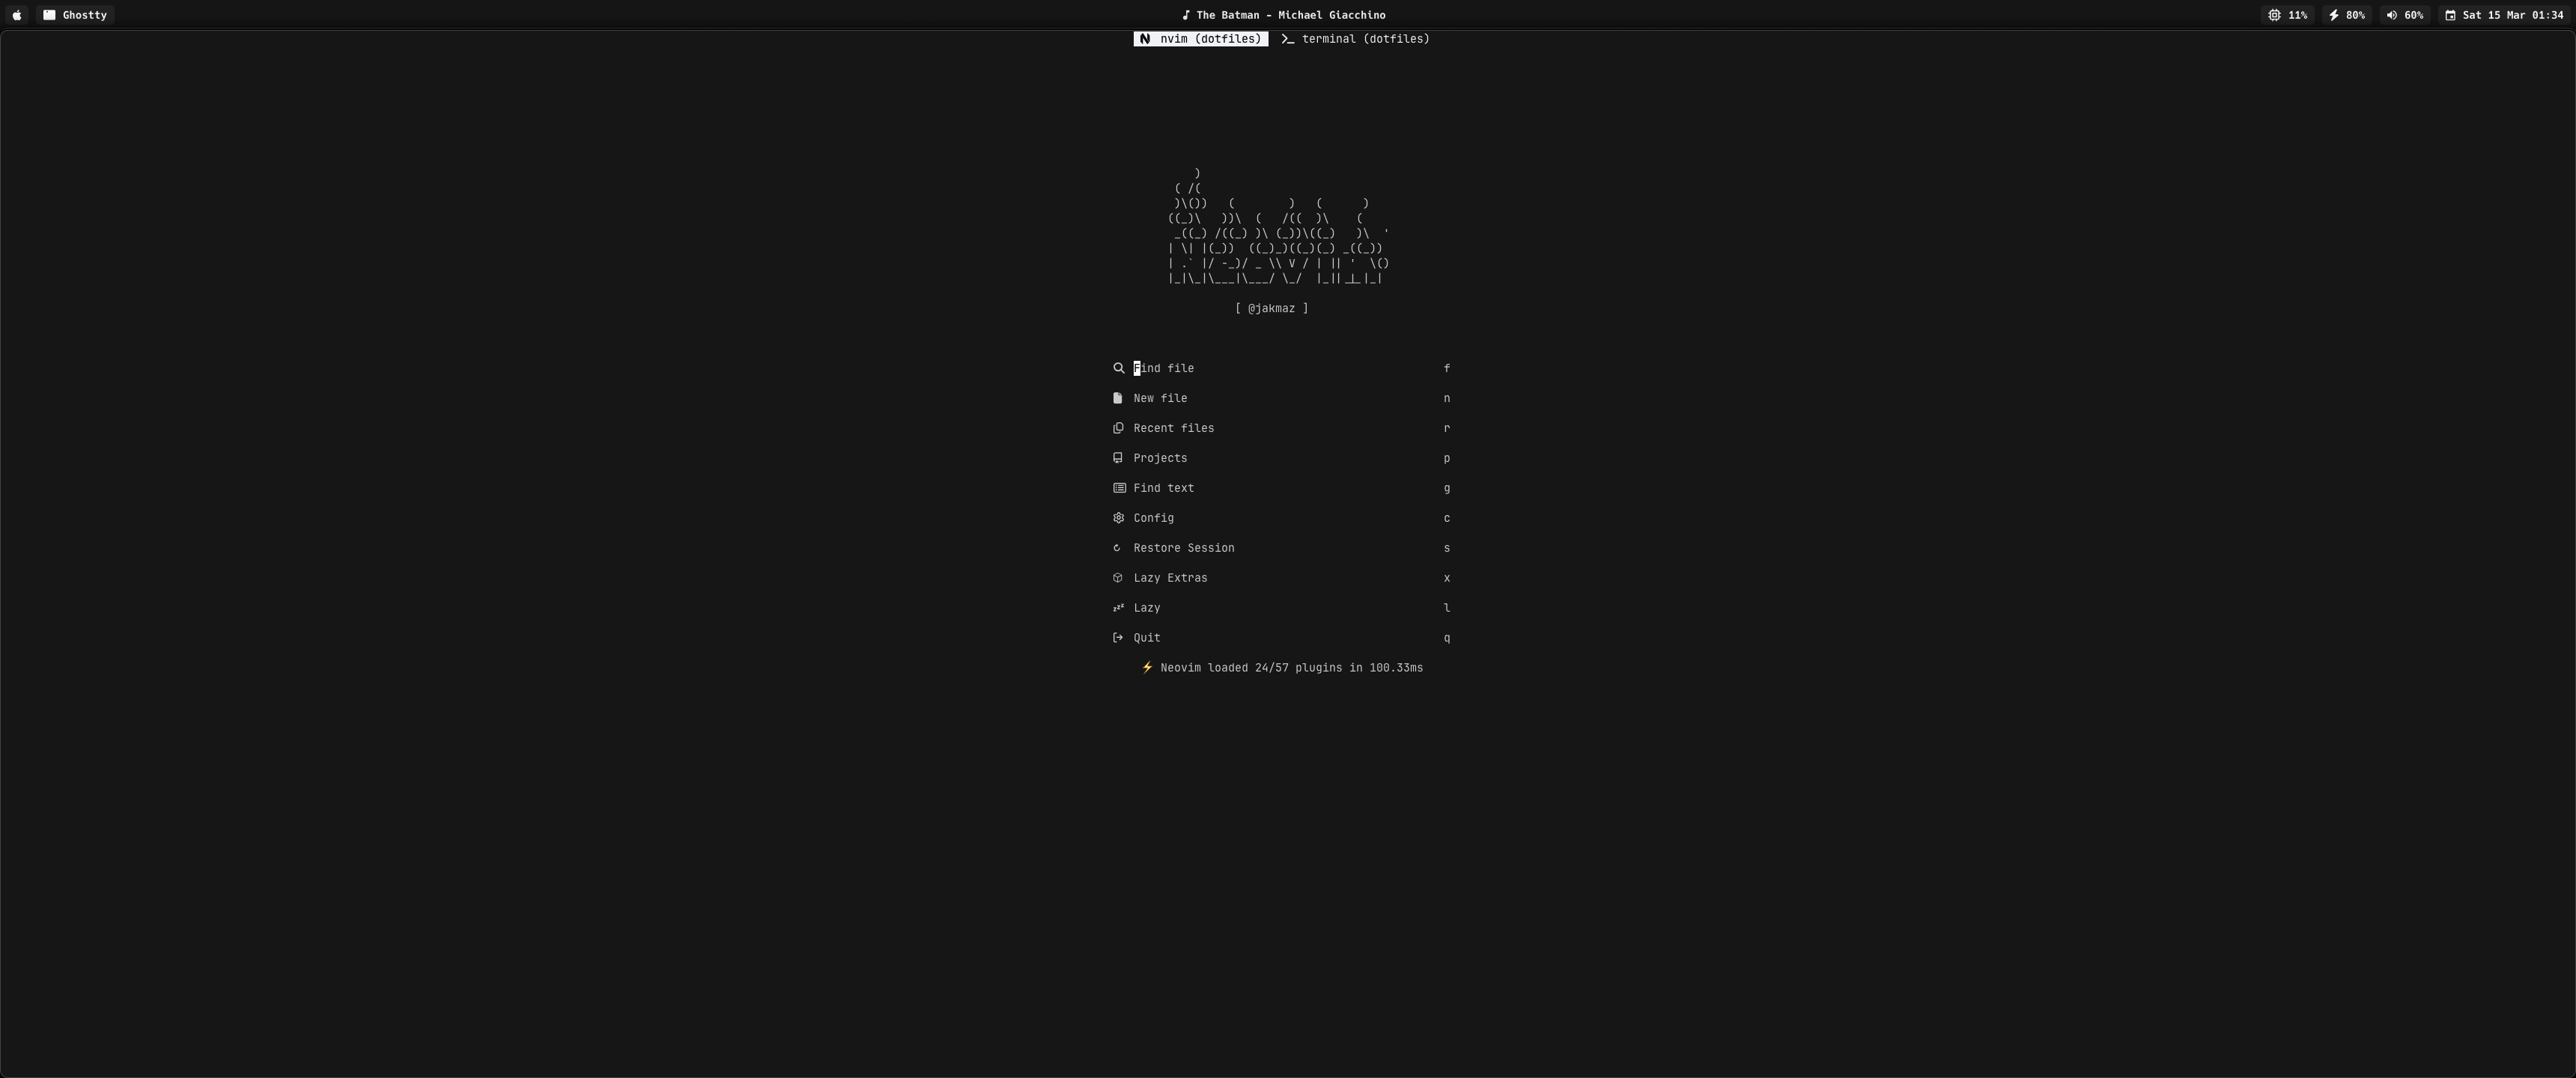 Ghostty
The Batman - Michael Giacchino
11% 80% 60% Sat 15 Mar 01:34
nvim (dotfiles) >_ terminal (dotfiles)
    )
 ( /(
 )\())   (        )   (      )
((_)\   ))\  (   /((  )\    (
 _((_) /((_) )\ (_))\((_)   )\  '
| \| |(_))  ((_)_)((_)(_) _((_))
| .` |/ -_)/ _ \\ V / | || '  \()
|_|\_|\___|\___/ \_/  |_||_|_|_|
[ @jakmaz ]
Find file f
New file n
Recent files r
Projects p
Find text g
Config c
Restore Session s
Lazy Extras x
Lazy l
Quit q
⚡ Neovim loaded 24/57 plugins in 100.33ms